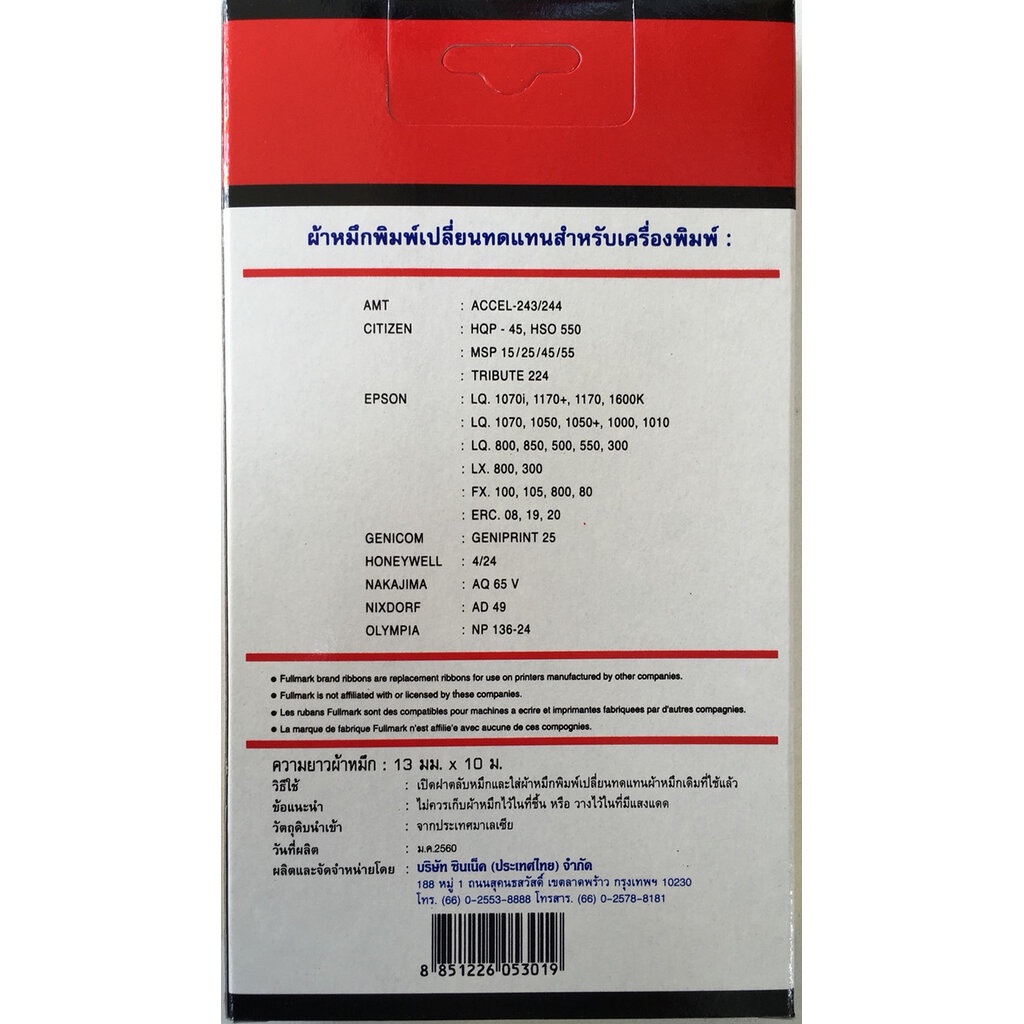 ผ้าหมึกพิมพ์เปลี่ยนทดแทนสำหรับเครื่องพิมพ์ :
AMT : ACCEL-243/244
CITIZEN : HQP - 45, HSO 550
: MSP 15/25/45/55
: TRIBUTE 224
EPSON : LQ. 1070i, 1170+, 1170, 1600K
: LQ. 1070, 1050, 1050+, 1000, 1010
: LQ. 800, 850, 500, 550, 300
: LX. 800, 300
: FX. 100, 105, 800, 80
: ERC. 08, 19, 20
GENICOM : GENIPRINT 25
HONEYWELL : 4/24
NAKAJIMA : AQ 65 V
NIXDORF : AD 49
OLYMPIA : NP 136-24
● Fullmark brand ribbons are replacement ribbons for use on printers manufactured by other companies.
● Fullmark is not affiliated with or licensed by these companies.
● Les rubans Fullmark sont des compatibles pour machines a ecrire et imprimantes fabriquees par d'autres compagnies.
● La marque de fabrique Fullmark n'est affilie'e avec aucune de ces compognies.
ความยาวผ้าหมึก : 13 มม. x 10 ม.
วิธีใช้ : เปิดฝาตลับหมึกและใส่ผ้าหมึกพิมพ์เปลี่ยนทดแทนผ้าหมึกเดิมที่ใช้แล้ว
ข้อแนะนำ : ไม่ควรเก็บผ้าหมึกไว้ในที่ชื้น หรือ วางไว้ในที่มีแสงแดด
วัตถุดิบนำเข้า : จากประเทศมาเลเซีย
วันที่ผลิต : ม.ค.2560
ผลิตและจัดจำหน่ายโดย : บริษัท ซินเน็ค (ประเทศไทย) จำกัด
188 หมู่ 1 ถนนสุคนธสวัสดิ์ เขตลาดพร้าว กรุงเทพฯ 10230
โทร. (66) 0-2553-8888 โทรสาร. (66) 0-2578-8181
8 851226 053019